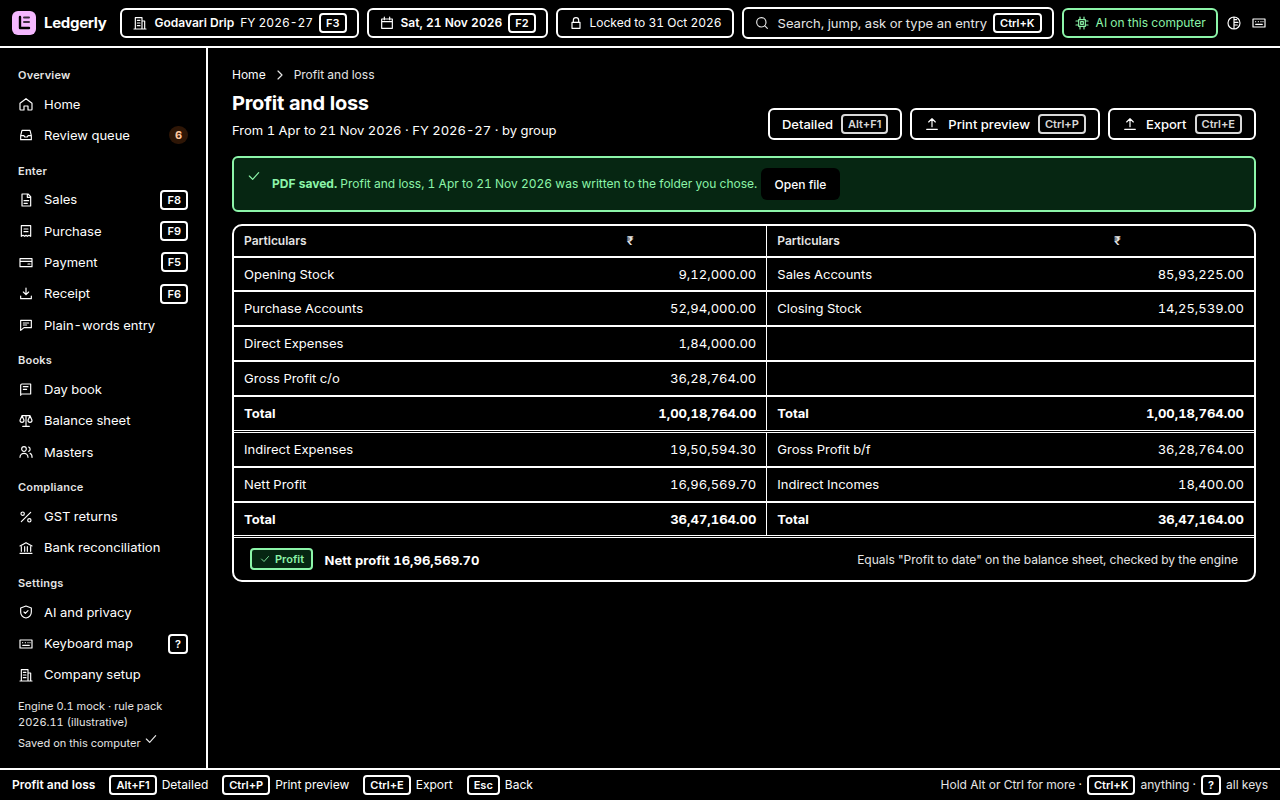 Ledgerly
Godavari Drip FY 2026-27 F3
Sat, 21 Nov 2026 F2
Locked to 31 Oct 2026
Search, jump, ask or type an entry Ctrl+K
AI on this computer
Overview
Home
Review queue 6
Enter
Sales F8
Purchase F9
Payment F5
Receipt F6
Plain-words entry
Books
Day book
Balance sheet
Masters
Compliance
GST returns
Bank reconciliation
Settings
AI and privacy
Keyboard map ?
Company setup
Engine 0.1 mock · rule pack
2026.11 (illustrative)
Saved on this computer
Home Profit and loss
Profit and loss
From 1 Apr to 21 Nov 2026 · FY 2026-27 · by group
Detailed Alt+F1
Print preview Ctrl+P
Export Ctrl+E
PDF saved. Profit and loss, 1 Apr to 21 Nov 2026 was written to the folder you chose. Open file
Particulars ₹ Particulars ₹
Opening Stock 9,12,000.00 Sales Accounts 85,93,225.00
Purchase Accounts 52,94,000.00 Closing Stock 14,25,539.00
Direct Expenses 1,84,000.00
Gross Profit c/o 36,28,764.00
Total 1,00,18,764.00 Total 1,00,18,764.00
Indirect Expenses 19,50,594.30 Gross Profit b/f 36,28,764.00
Nett Profit 16,96,569.70 Indirect Incomes 18,400.00
Total 36,47,164.00 Total 36,47,164.00
Profit Nett profit 16,96,569.70 Equals "Profit to date" on the balance sheet, checked by the engine
Profit and loss Alt+F1 Detailed Ctrl+P Print preview Ctrl+E Export Esc Back
Hold Alt or Ctrl for more · Ctrl+K anything · ? all keys